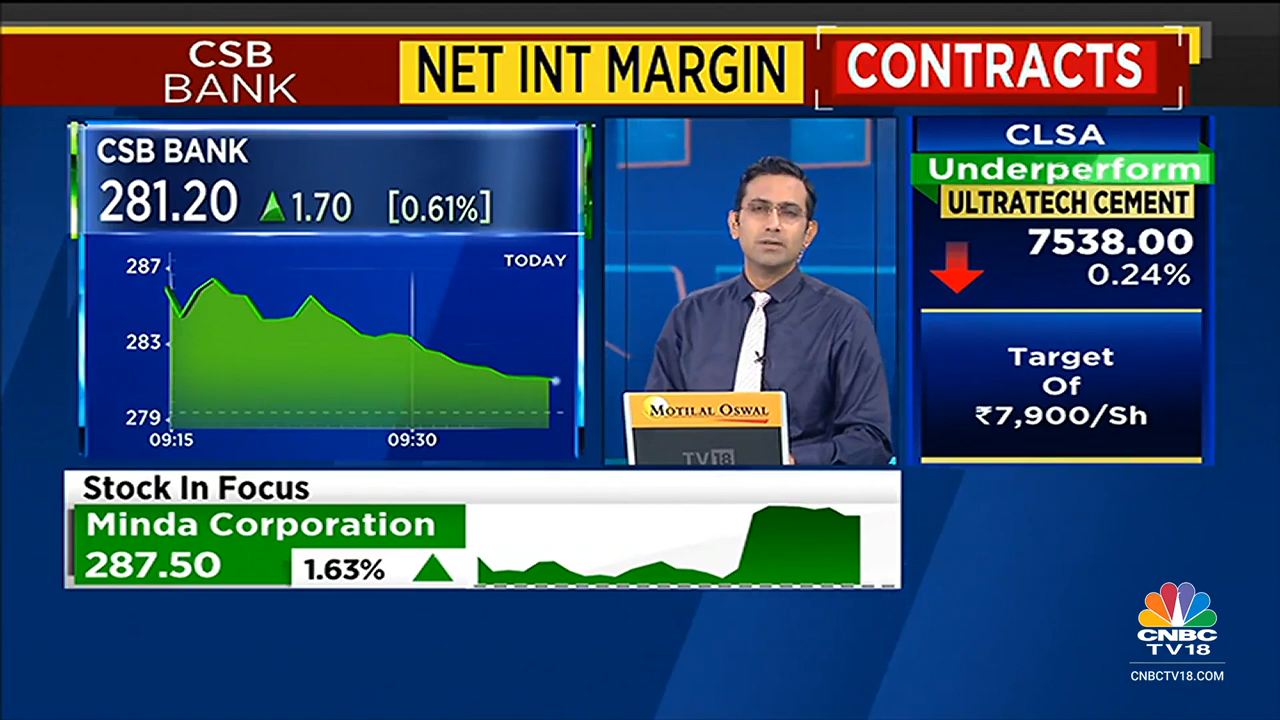 CSB
BANK
NET INT MARGIN
CONTRACTS
CSB BANK
281.20 1.70 [0.61%]
TODAY
287
283
279
09:15 09:30
MOTILAL OSWAL
TV18
CLSA
Underperform
ULTRATECH CEMENT
7538.00
0.24%
Target
Of
₹7,900/Sh
Stock In Focus
Minda Corporation
287.50 1.63%
CNBC
TV18
CNBCTV18.COM